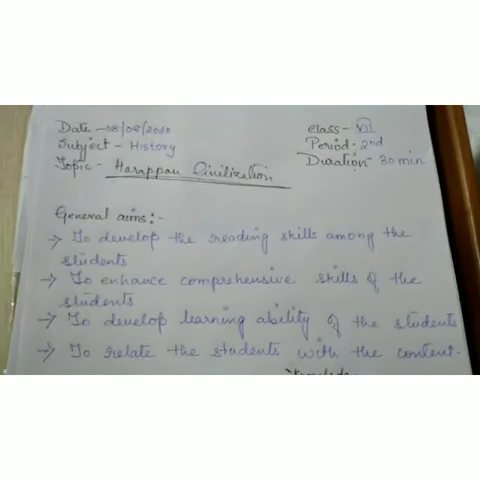 Date - 08/08/2020
Class - VII
Subject - History
Period - 2nd
Topic - Harappan Civilization
Duration - 30 min
General aims :-
→ To develop the reading skills among the
students
→ To enhance comprehensive skills of the
students
→ To develop learning ability of the students
→ To relate the students with the content.